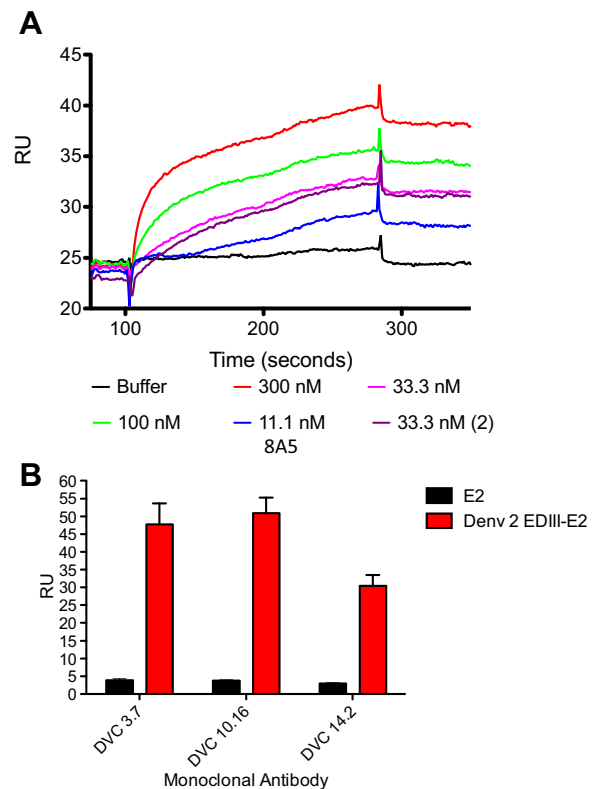 A
45
40
35
30
25
20
RU
100 200 300
Time (seconds)
Buffer 300 nM 33.3 nM
100 nM 11.1 nM 33.3 nM (2)
8A5
B
60
55
50
45
40
35
30
25
20
15
10
5
0
RU
E2
Denv 2 EDIII-E2
DVC 3.7 DVC 10.16 DVC 14.2
Monoclonal Antibody